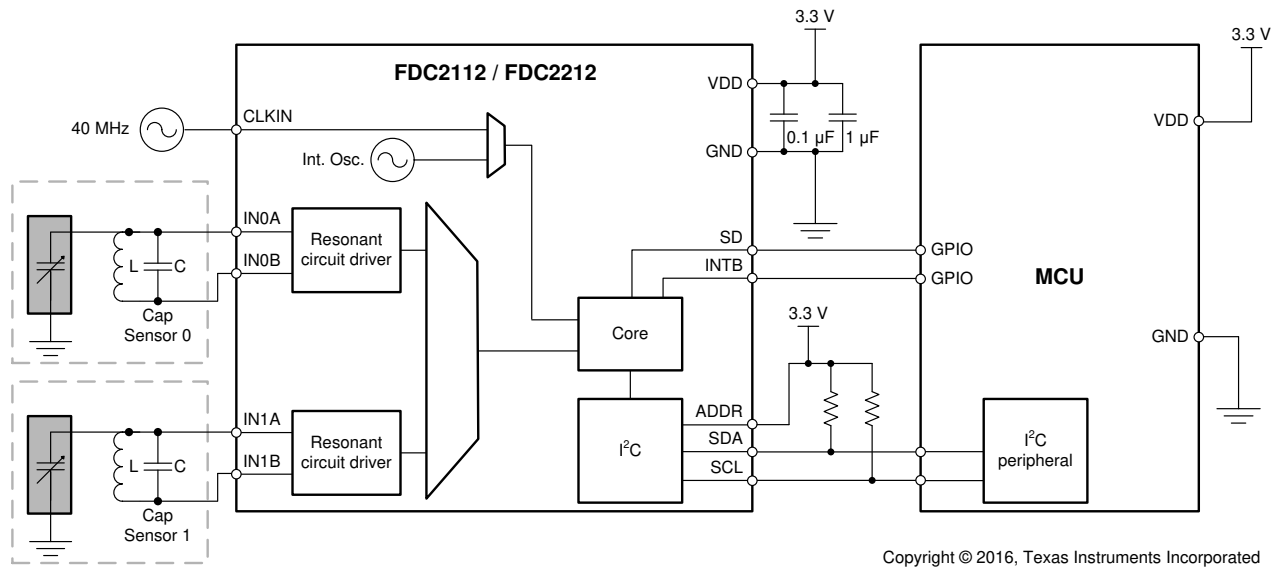 3.3 V
3.3 V
FDC2112 / FDC2212
VDD
CLKIN
40 MHz
VDD
0.1 µF
1 µF
Int. Osc.
GND
IN0A
Resonant
circuit driver
SD
GPIO
L
C
IN0B
INTB
GPIO
MCU
Cap
Sensor 0
3.3 V
Core
GND
IN1A
Resonant
circuit driver
ADDR
SDA
I²C
I²C
peripheral
L
C
IN1B
SCL
Cap
Sensor 1
Copyright © 2016, Texas Instruments Incorporated